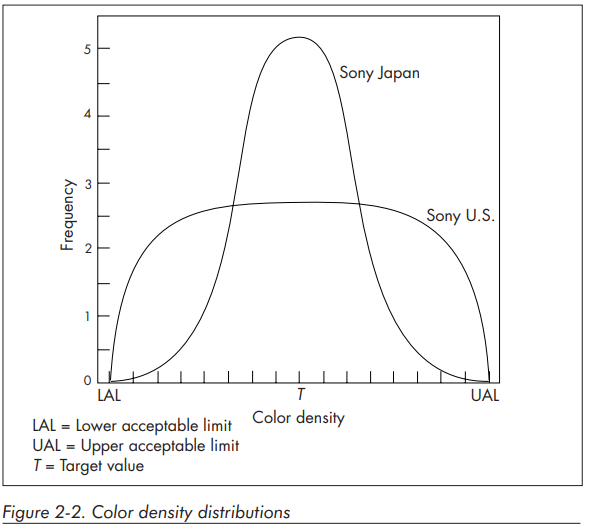 5
Sony Japan
4
3
Frequency
Sony U.S.
2
1
0
LAL
T
UAL
Color density
LAL = Lower acceptable limit
UAL = Upper acceptable limit
T = Target value
Figure 2-2. Color density distributions